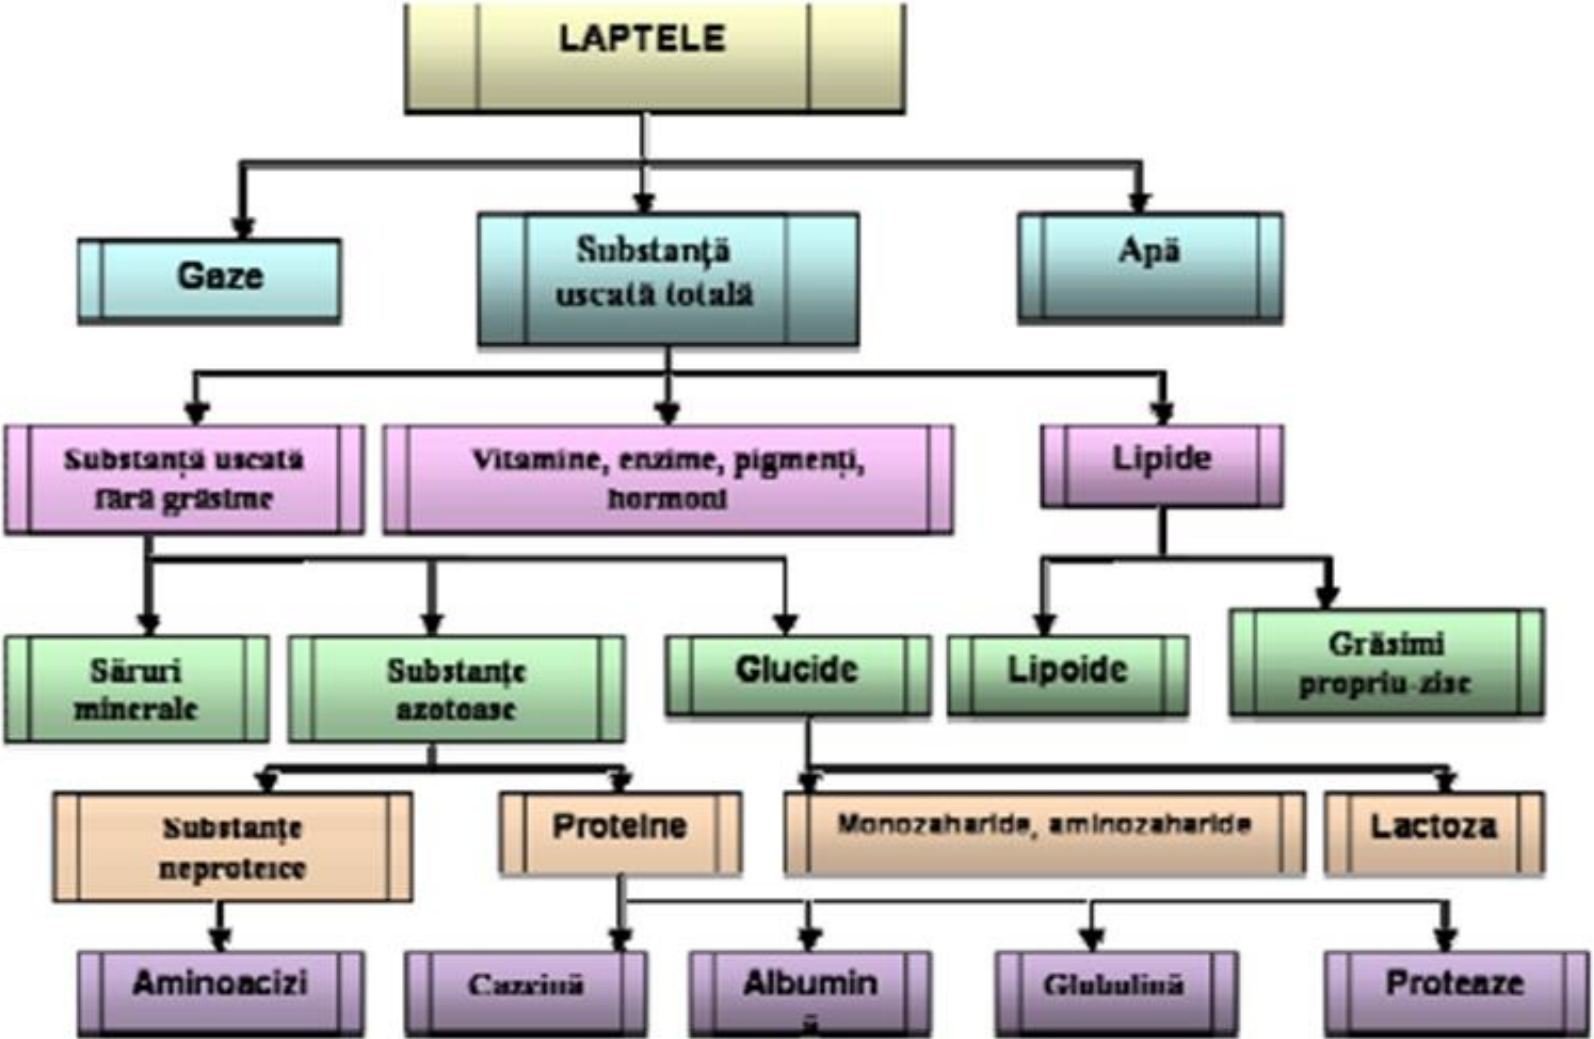 LAPTELE
Gaze
Substanță
uscată totală
Apă
Substanță uscată
fără grăsime
Vitamine, enzime, pigmenți,
hormoni
Lipide
Săruri
minerale
Substanțe
azotoase
Glucide
Lipoide
Grăsimi
propriu-zise
Substanțe
neproteice
Proteine
Monozaharide, aminozaharide
Lactoza
Aminoacizi
Cazeină
Albumin
ă
Globulină
Proteaze